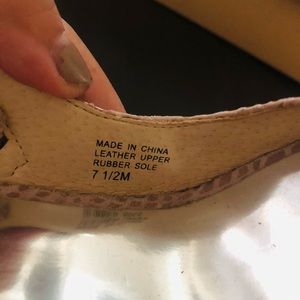 MADE IN CHINA
LEATHER UPPER
RUBBER SOLE
7 1/2M